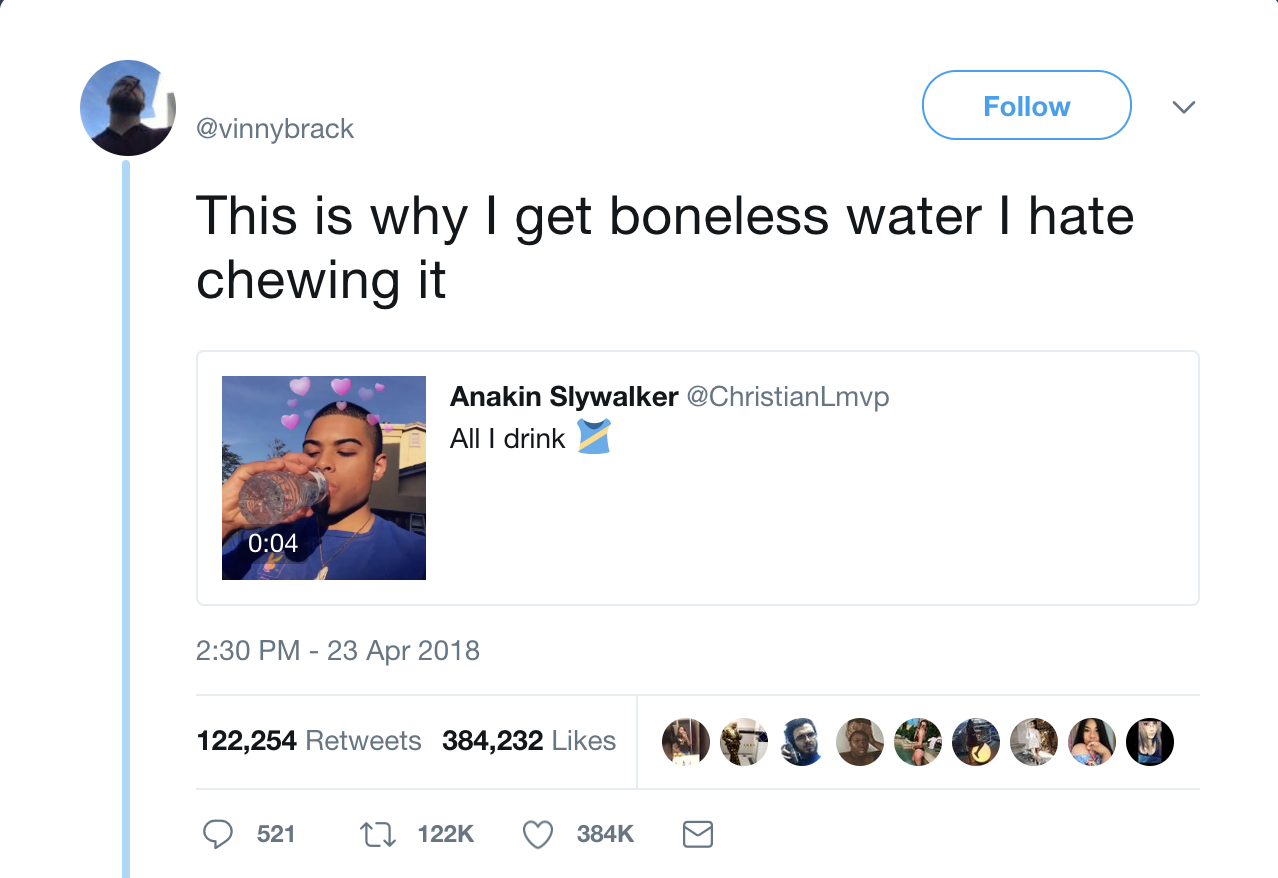 @vinnybrack
Follow
This is why I get boneless water I hate
chewing it
Anakin Slywalker @ChristianLmvp
All I drink
0:04
2:30 PM - 23 Apr 2018
122,254 Retweets 384,232 Likes
521 122K 384K